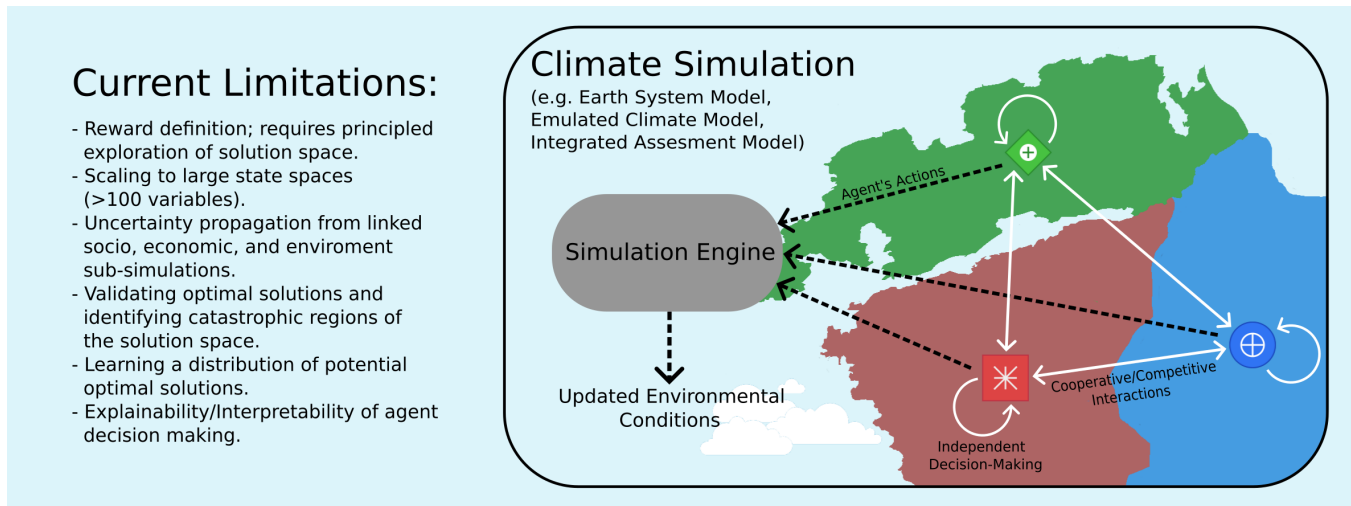 Current Limitations:
- Reward definition; requires principled
exploration of solution space.
- Scaling to large state spaces
(>100 variables).
- Uncertainty propagation from linked
socio, economic, and enviroment
sub-simulations.
- Validating optimal solutions and
identifying catastrophic regions of
the solution space.
- Learning a distribution of potential
optimal solutions.
- Explainability/Interpretability of agent
decision making.
Climate Simulation
(e.g. Earth System Model,
Emulated Climate Model,
Integrated Assesment Model)
Agent's Actions
Simulation Engine
Updated Environmental
Conditions
Cooperative/Competitive
Interactions
Independent
Decision-Making